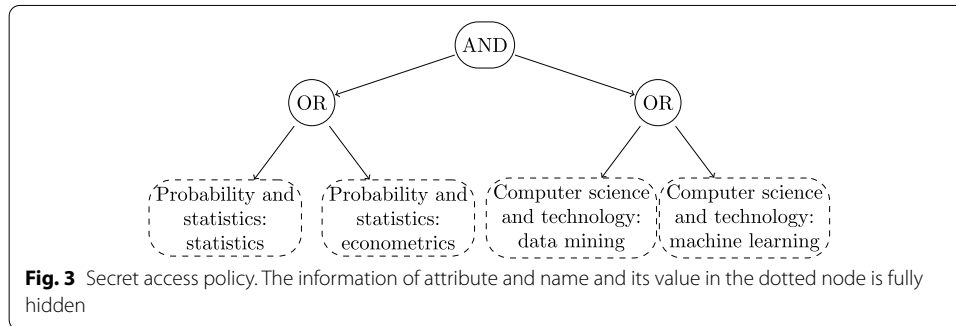 AND
OR
OR
Probability and
statistics:
statistics
Probability and
statistics:
econometrics
Computer science
and technology:
data mining
Computer science
and technology:
machine learning
Fig. 3 Secret access policy. The information of attribute and name and its value in the dotted node is fully
hidden